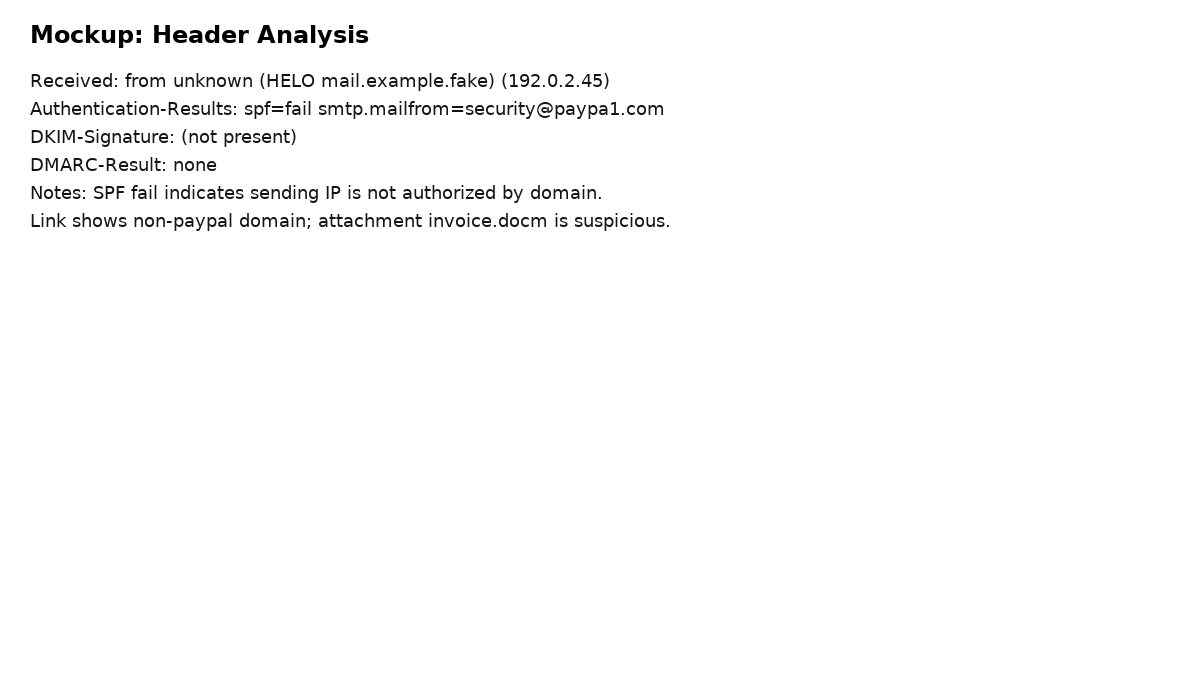 Mockup: Header Analysis
Received: from unknown (HELO mail.example.fake) (192.0.2.45)
Authentication-Results: spf=fail smtp.mailfrom=security@paypa1.com
DKIM-Signature: (not present)
DMARC-Result: none
Notes: SPF fail indicates sending IP is not authorized by domain.
Link shows non-paypal domain; attachment invoice.docm is suspicious.